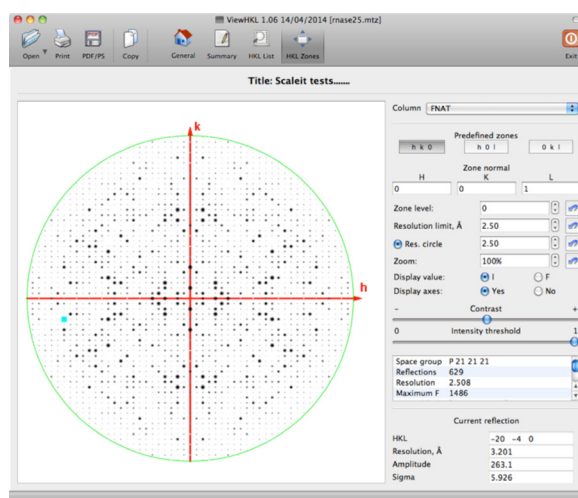 ViewHKL 1.06 14/04/2014 [rnase25.mtz]
Open Print PDF/PS Copy General Summary HKL List HKL Zones Exit
Title: Scaleit tests.......
Column FNAT
Predefined zones
h k 0 h 0 l 0 k l
Zone normal
H K L
0 0 1
Zone level: 0
Resolution limit, Å 2.50
Res. circle 2.50
Zoom: 100%
Display value: I F
Display axes: Yes No
- Contrast +
0 Intensity threshold 1
Space group P 21 21 21
Reflections 629
Resolution 2.508
Maximum F 1486
Current reflection
HKL -20 -4 0
Resolution, Å 3.201
Amplitude 263.1
Sigma 5.926
k
h